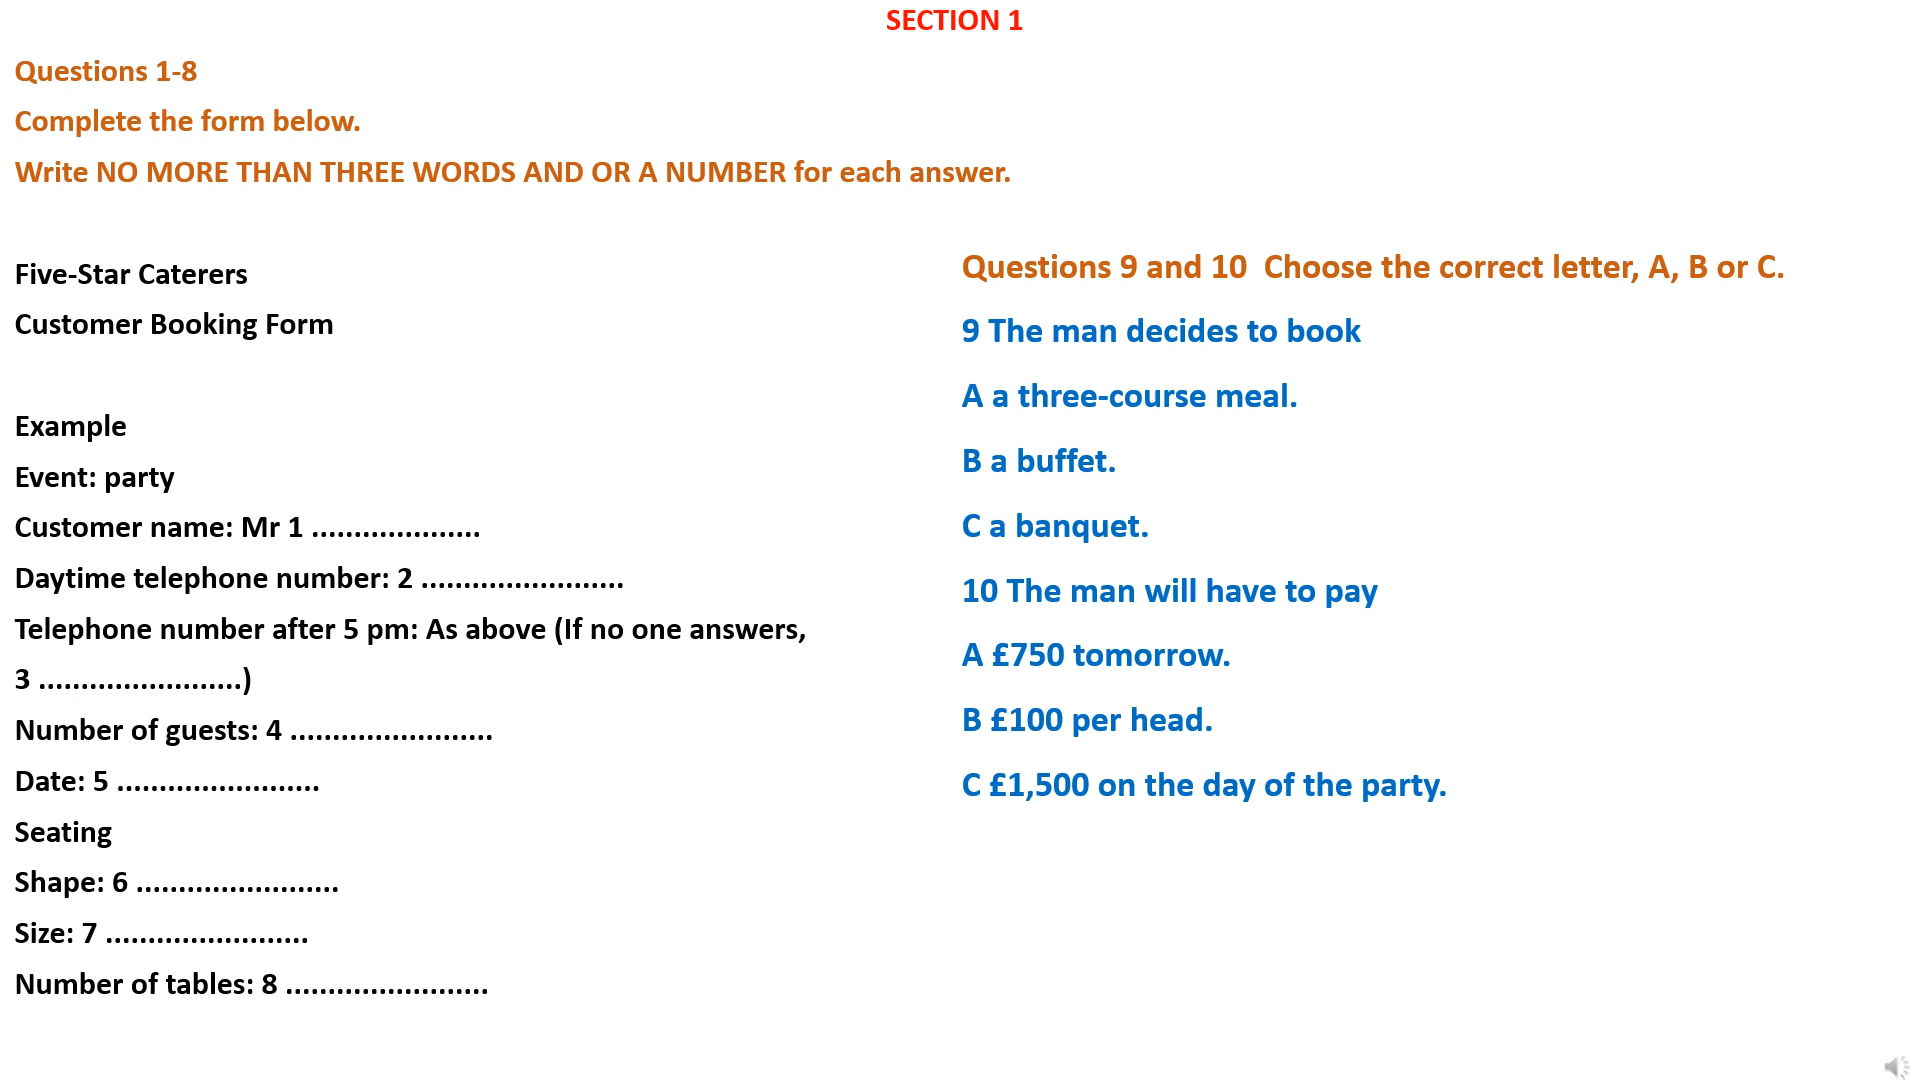 SECTION 1
Questions 1-8
Complete the form below.
Write NO MORE THAN THREE WORDS AND OR A NUMBER for each answer.
Five-Star Caterers
Customer Booking Form
Example
Event: party
Customer name: Mr 1 ....................
Daytime telephone number: 2 ........................
Telephone number after 5 pm: As above (If no one answers,
3 ........................)
Number of guests: 4 ........................
Date: 5 ........................
Seating
Shape: 6 ........................
Size: 7 ........................
Number of tables: 8 ........................
Questions 9 and 10  Choose the correct letter, A, B or C.
9 The man decides to book
A a three-course meal.
B a buffet.
C a banquet.
10 The man will have to pay
A £750 tomorrow.
B £100 per head.
C £1,500 on the day of the party.